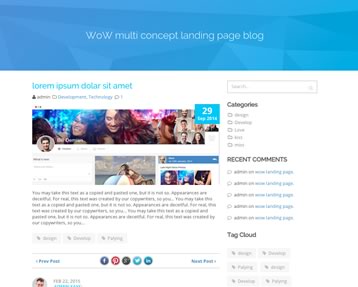 WoW multi concept landing page blog
lorem ipsum dolar sit amet
admin Development, Technology 1
29
Sep 2014
You may take this text as a copied and pasted one, but it is not so. Appearances are
deceitful. For real, this text was created by our copywriters, so you... You may take this
text as a copied and pasted one, but it is not so. Appearances are deceitful. For real, this
text was created by our copywriters, so you... You may take this text as a copied and
pasted one, but it is not so. Appearances are deceitful. For real, this text was created by
our copywriters, so you...
design
Develop
Palying
‹ Prev Post
Next Post ›
FEB 22, 2015
Search...
Categories
design
Develop
Love
eco
misc
RECENT COMMENTS
admin on wow landing page.
admin on wow landing page.
admin on wow landing page.
admin on wow landing page.
Tag Cloud
design
Develop
Palying
design
Develop
Palying